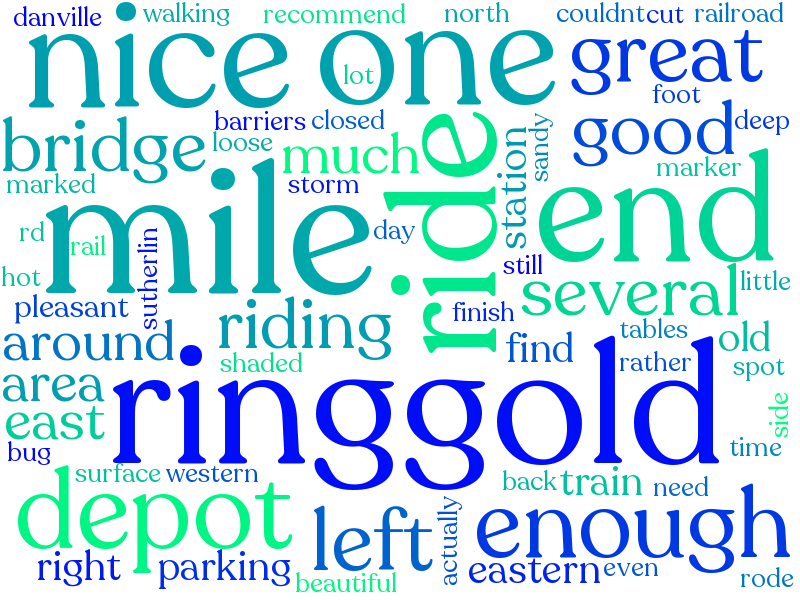 danville
walking
recommend
north
couldnt
cut
railroad
nice
one
great
lot
foot
bridge
barriers
closed
loose
much
ride
station
sandy
good
deep
marker
marked
storm
mile
end
rd
rail
sutherlin
day
still
hot
pleasant
several
little
finish
around
riding
find
tables
old
shaded
rather
spot
area
ringgold
east
side
bug
time
surface
western
back
train
need
depot
left
actually
enough
right
parking
eastern
even
beautiful
rode